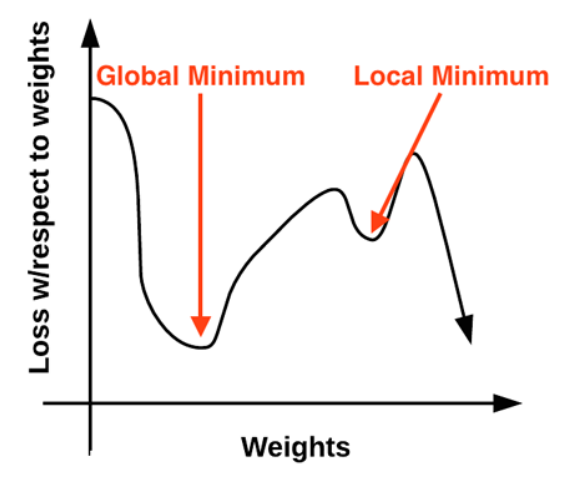 Global Minimum
Local Minimum
Loss w/respect to weights
Weights